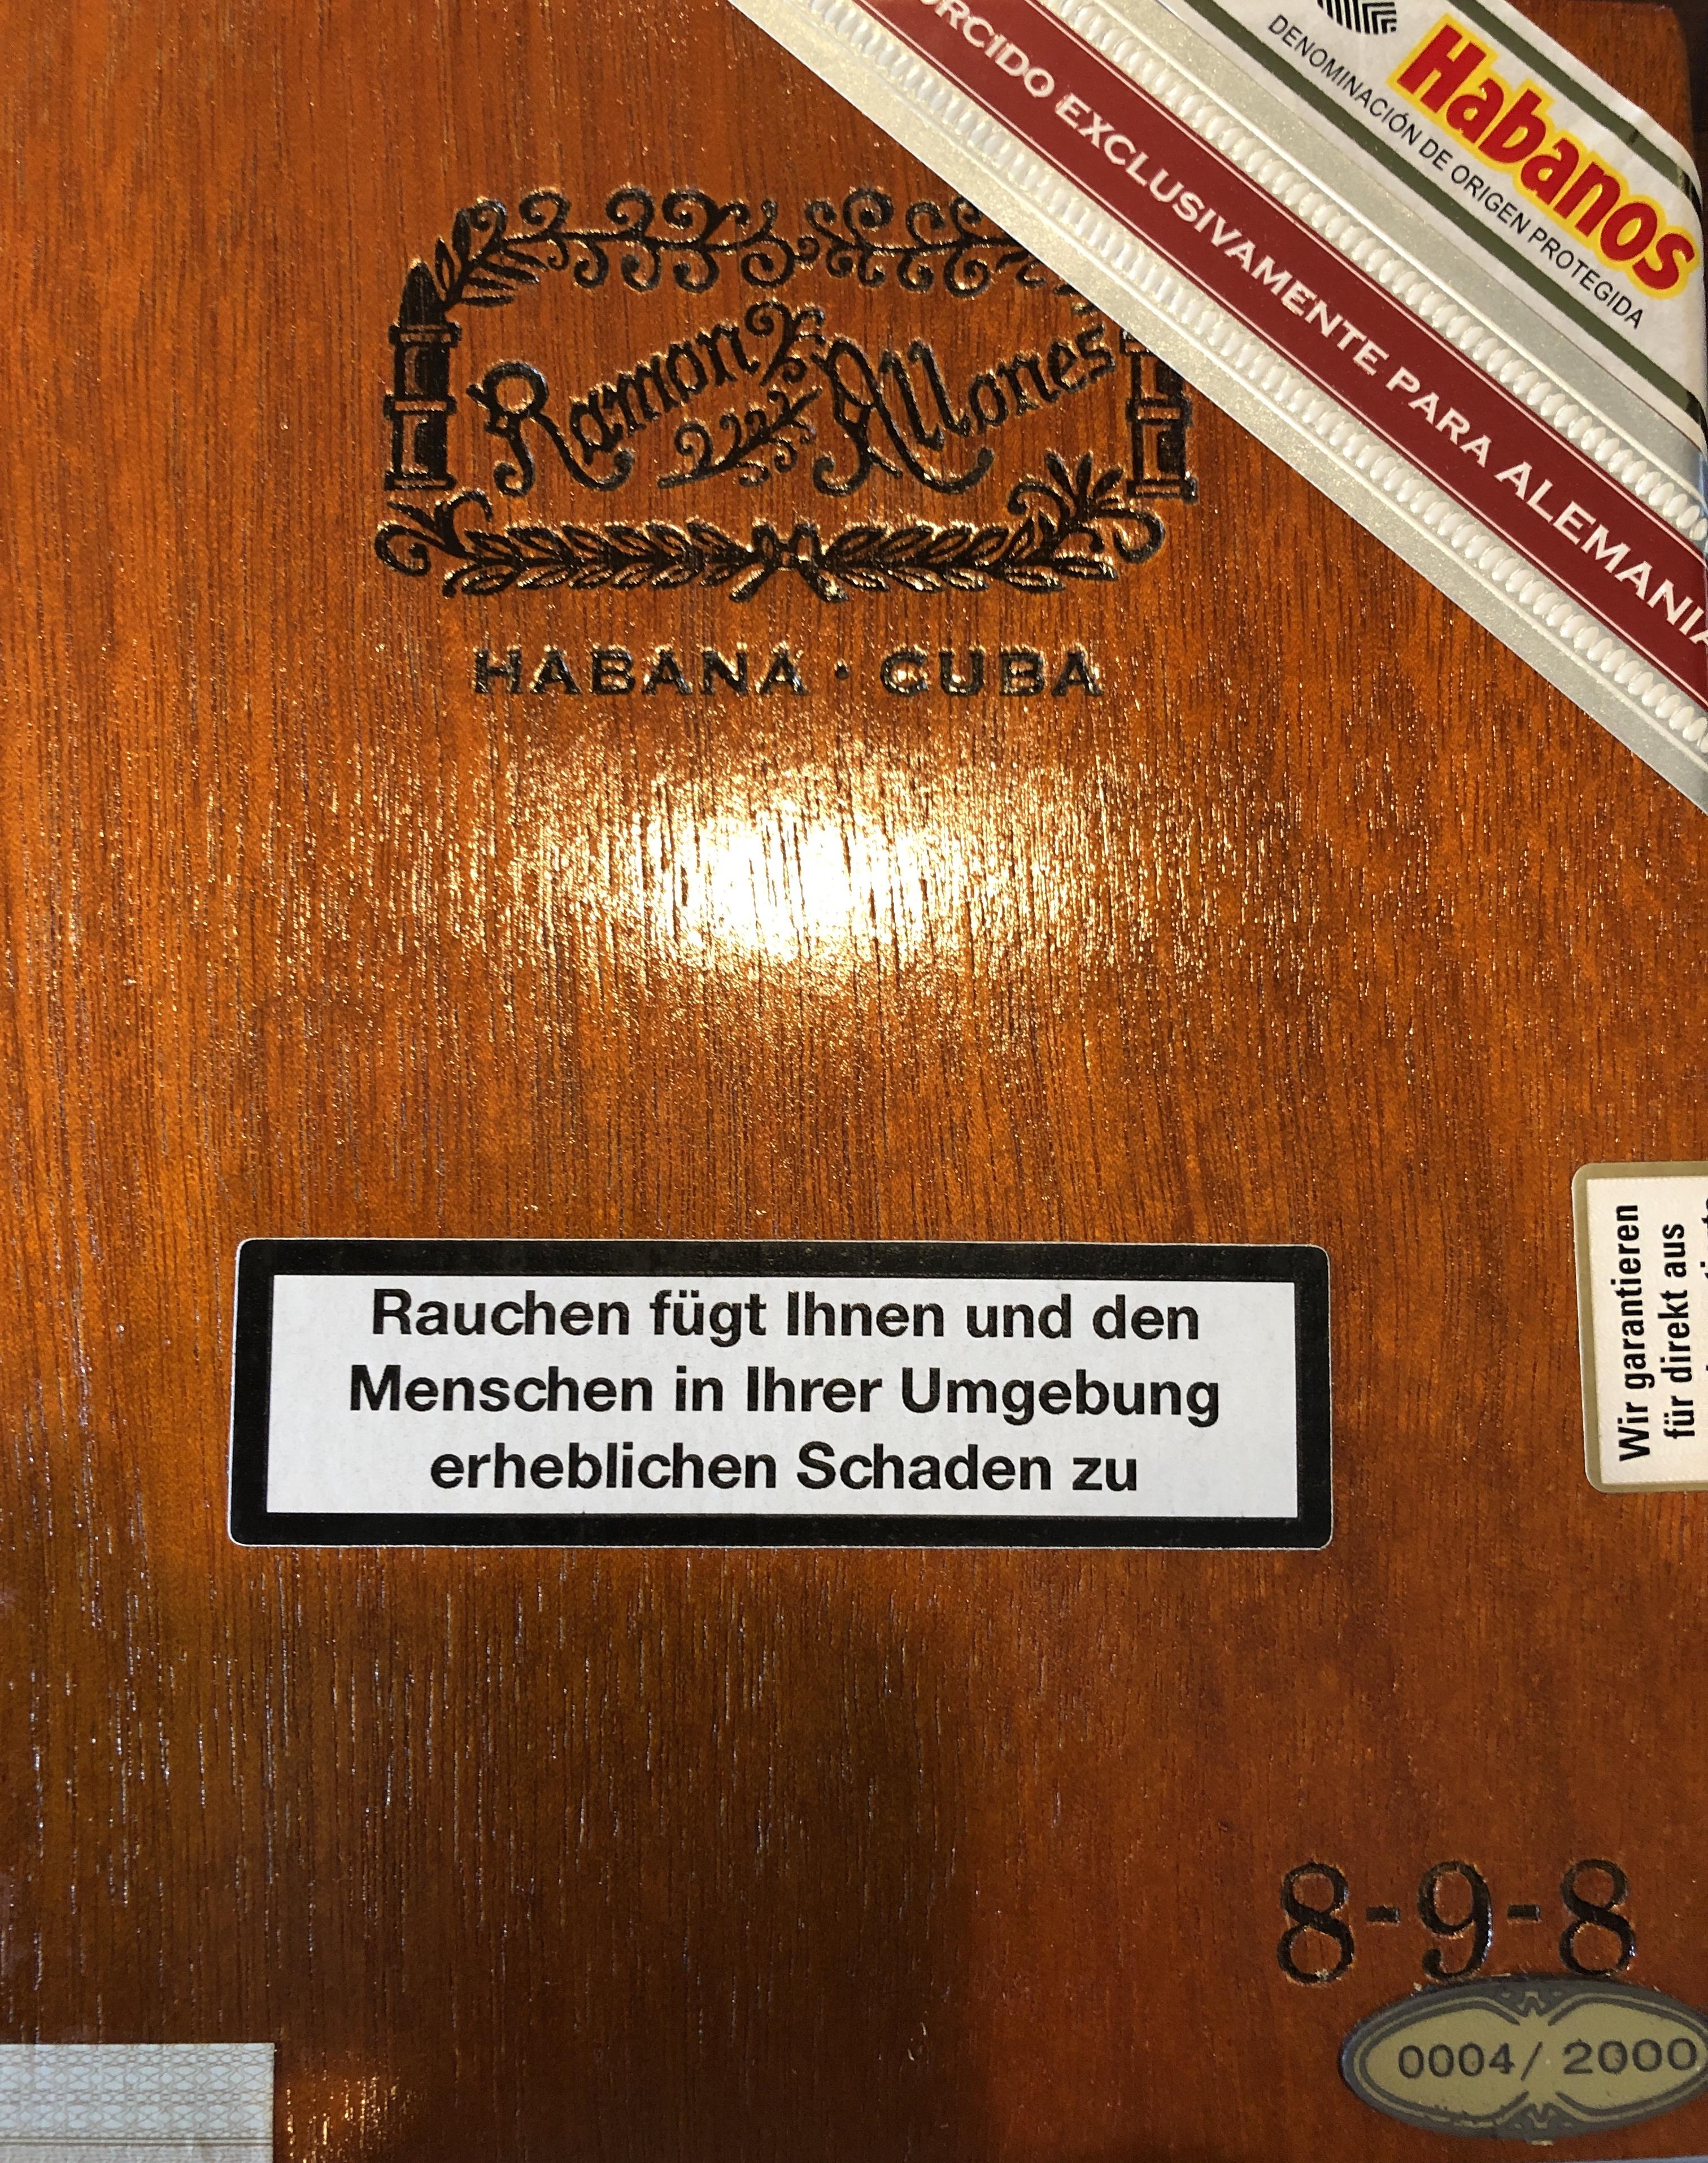 Habanos
DENOMINACIÓN DE ORIGEN PROTEGIDA
EXCLUSIVAMENTE PARA ALEMANIA
Ramon Allones
HABANA · CUBA
Wir garantieren
für direkt aus
Rauchen fügt Ihnen und den
Menschen in Ihrer Umgebung
erheblichen Schaden zu
8-9-8
0004/2000